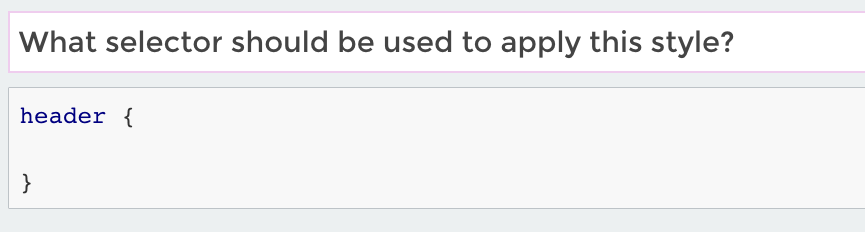 What selector should be used to apply this style?
header {
}